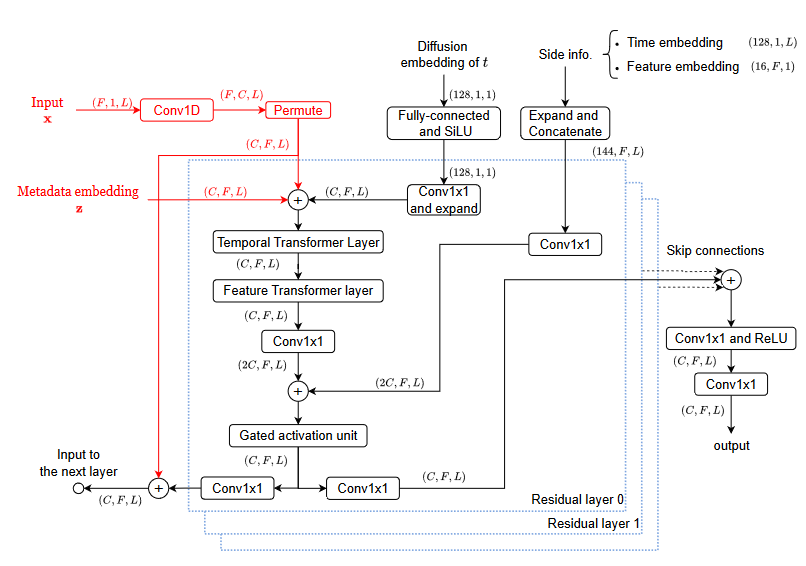 Diffusion
embedding of t
Side info.
• Time embedding (128, 1, L)
• Feature embedding (16, F, 1)
Input
x
(F, 1, L)
Conv1D
(F, C, L)
Permute
(128, 1, 1)
Fully-connected
and SiLU
Expand and
Concatenate
(C, F, L)
(144, F, L)
(128, 1, 1)
Metadata embedding
z
(C, F, L)
+
(C, F, L)
Conv1x1
and expand
Temporal Transformer Layer
Conv1x1
Skip connections
(C, F, L)
Feature Transformer layer
+
(C, F, L)
Conv1x1
Conv1x1 and ReLU
(2C, F, L)
(C, F, L)
+
(2C, F, L)
Conv1x1
(C, F, L)
Gated activation unit
output
Input to
the next layer
(C, F, L)
(C, F, L)
+
Conv1x1
Conv1x1
(C, F, L)
Residual layer 0
Residual layer 1